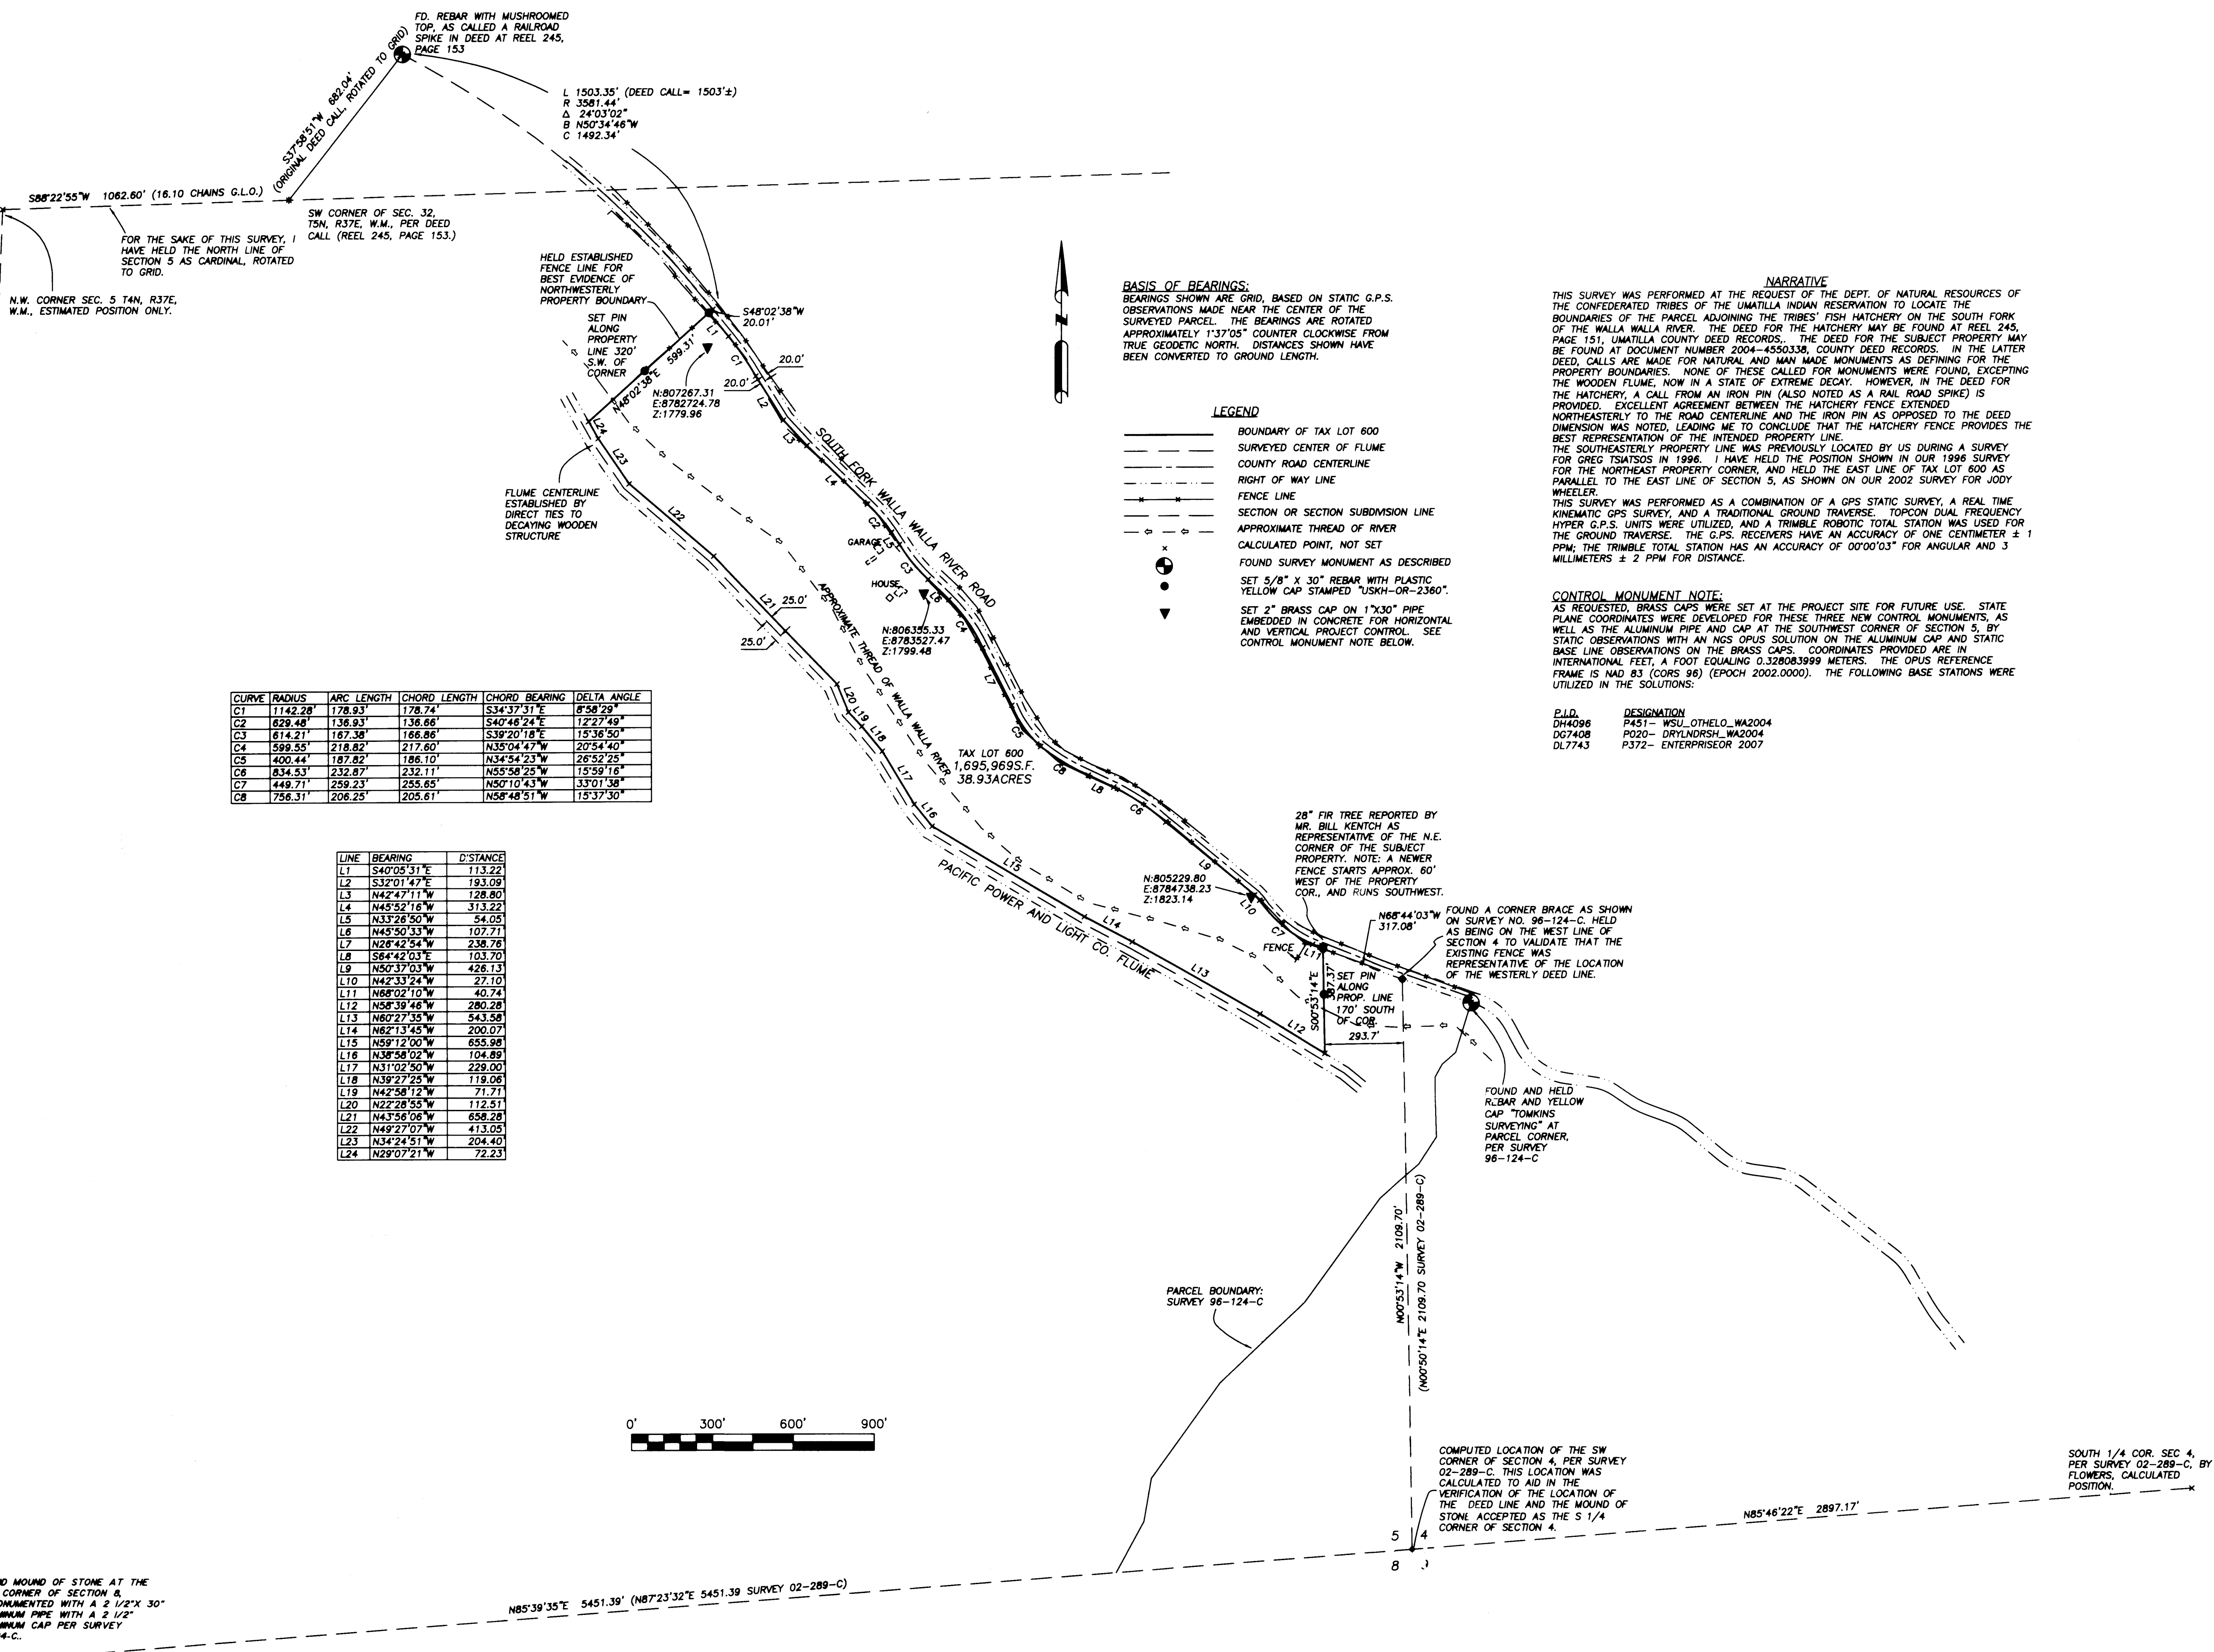 FD. REBAR WITH MUSHROOMED
TOP, AS CALLED A RAILROAD
SPIKE IN DEED AT REEL 245,
PAGE 153
S37°58'51"W 682.04'
(ORIGINAL DEED CALL, ROTATED TO GRID)
L 1503.35' (DEED CALL= 1503'±)
R 3581.44'
Δ 24°03'02"
B N50°34'46"W
C 1492.34'
S88°22'55"W 1062.60' (16.10 CHAINS G.L.O.)
SW CORNER OF SEC. 32,
T5N, R37E, W.M., PER DEED
CALL (REEL 245, PAGE 153.)
FOR THE SAKE OF THIS SURVEY, I
HAVE HELD THE NORTH LINE OF
SECTION 5 AS CARDINAL, ROTATED
TO GRID.
N.W. CORNER SEC. 5 T4N, R37E,
W.M., ESTIMATED POSITION ONLY.
HELD ESTABLISHED
FENCE LINE FOR
BEST EVIDENCE OF
NORTHWESTERLY
PROPERTY BOUNDARY
SET PIN
ALONG
PROPERTY
LINE 320'
S.W. OF
CORNER
S48°02'38"W
20.01'
N48°02'38"E 599.31'
N:807267.31
E:8782724.78
Z:1779.96
L1
C1
20.0'
20.0'
L2
L3
L4
C2
L5
C3
L6
C4
L7
C5
C8
L8
C6
L9
L10
C7
L11
L24
L23
L22
L21
25.0'
25.0'
L20
L19
L18
L17
L16
L15
L14
L13
L12
SOUTH FORK WALLA WALLA RIVER ROAD
GARAGE
HOUSE
N:806355.33
E:8783527.47
Z:1799.48
APPROXIMATE THREAD OF WALLA WALLA RIVER
FLUME CENTERLINE
ESTABLISHED BY
DIRECT TIES TO
DECAYING WOODEN
STRUCTURE
TAX LOT 600
1,695,969S.F.
38.93ACRES
PACIFIC POWER AND LIGHT CO. FLUME
BASIS OF BEARINGS:
BEARINGS SHOWN ARE GRID, BASED ON STATIC G.P.S.
OBSERVATIONS MADE NEAR THE CENTER OF THE
SURVEYED PARCEL. THE BEARINGS ARE ROTATED
APPROXIMATELY 1°37'05" COUNTER CLOCKWISE FROM
TRUE GEODETIC NORTH. DISTANCES SHOWN HAVE
BEEN CONVERTED TO GROUND LENGTH.
N
LEGEND
BOUNDARY OF TAX LOT 600
SURVEYED CENTER OF FLUME
COUNTY ROAD CENTERLINE
RIGHT OF WAY LINE
FENCE LINE
SECTION OR SECTION SUBDIVISION LINE
APPROXIMATE THREAD OF RIVER
CALCULATED POINT, NOT SET
FOUND SURVEY MONUMENT AS DESCRIBED
SET 5/8" X 30" REBAR WITH PLASTIC
YELLOW CAP STAMPED "USKH-OR-2360".
SET 2" BRASS CAP ON 1"X30" PIPE
EMBEDDED IN CONCRETE FOR HORIZONTAL
AND VERTICAL PROJECT CONTROL. SEE
CONTROL MONUMENT NOTE BELOW.
NARRATIVE
THIS SURVEY WAS PERFORMED AT THE REQUEST OF THE DEPT. OF NATURAL RESOURCES OF
THE CONFEDERATED TRIBES OF THE UMATILLA INDIAN RESERVATION TO LOCATE THE
BOUNDARIES OF THE PARCEL ADJOINING THE TRIBES' FISH HATCHERY ON THE SOUTH FORK
OF THE WALLA WALLA RIVER. THE DEED FOR THE HATCHERY MAY BE FOUND AT REEL 245,
PAGE 151, UMATILLA COUNTY DEED RECORDS,. THE DEED FOR THE SUBJECT PROPERTY MAY
BE FOUND AT DOCUMENT NUMBER 2004-4550338, COUNTY DEED RECORDS. IN THE LATTER
DEED, CALLS ARE MADE FOR NATURAL AND MAN MADE MONUMENTS AS DEFINING FOR THE
PROPERTY BOUNDARIES. NONE OF THESE CALLED FOR MONUMENTS WERE FOUND, EXCEPTING
THE WOODEN FLUME, NOW IN A STATE OF EXTREME DECAY. HOWEVER, IN THE DEED FOR
THE HATCHERY, A CALL FROM AN IRON PIN (ALSO NOTED AS A RAIL ROAD SPIKE) IS
PROVIDED. EXCELLENT AGREEMENT BETWEEN THE HATCHERY FENCE EXTENDED
NORTHEASTERLY TO THE ROAD CENTERLINE AND THE IRON PIN AS OPPOSED TO THE DEED
DIMENSION WAS NOTED, LEADING ME TO CONCLUDE THAT THE HATCHERY FENCE PROVIDES THE
BEST REPRESENTATION OF THE INTENDED PROPERTY LINE.
THE SOUTHEASTERLY PROPERTY LINE WAS PREVIOUSLY LOCATED BY US DURING A SURVEY
FOR GREG TSIATSOS IN 1996. I HAVE HELD THE POSITION SHOWN IN OUR 1996 SURVEY
FOR THE NORTHEAST PROPERTY CORNER, AND HELD THE EAST LINE OF TAX LOT 600 AS
PARALLEL TO THE EAST LINE OF SECTION 5, AS SHOWN ON OUR 2002 SURVEY FOR JODY
WHEELER.
THIS SURVEY WAS PERFORMED AS A COMBINATION OF A GPS STATIC SURVEY, A REAL TIME
KINEMATIC GPS SURVEY, AND A TRADITIONAL GROUND TRAVERSE. TOPCON DUAL FREQUENCY
HYPER G.P.S. UNITS WERE UTILIZED, AND A TRIMBLE ROBOTIC TOTAL STATION WAS USED FOR
THE GROUND TRAVERSE. THE G.P.S. RECEIVERS HAVE AN ACCURACY OF ONE CENTIMETER ± 1
PPM; THE TRIMBLE TOTAL STATION HAS AN ACCURACY OF 00°00'03" FOR ANGULAR AND 3
MILLIMETERS ± 2 PPM FOR DISTANCE.
CONTROL MONUMENT NOTE:
AS REQUESTED, BRASS CAPS WERE SET AT THE PROJECT SITE FOR FUTURE USE. STATE
PLANE COORDINATES WERE DEVELOPED FOR THESE THREE NEW CONTROL MONUMENTS, AS
WELL AS THE ALUMINUM PIPE AND CAP AT THE SOUTHWEST CORNER OF SECTION 5, BY
STATIC OBSERVATIONS WITH AN NGS OPUS SOLUTION ON THE ALUMINUM CAP AND STATIC
BASE LINE OBSERVATIONS ON THE BRASS CAPS. COORDINATES PROVIDED ARE IN
INTERNATIONAL FEET, A FOOT EQUALING 0.328083999 METERS. THE OPUS REFERENCE
FRAME IS NAD 83 (CORS 96) (EPOCH 2002.0000). THE FOLLOWING BASE STATIONS WERE
UTILIZED IN THE SOLUTIONS:
P.I.D. DESIGNATION
DH4096 P451- WSU_OTHELO_WA2004
DG7408 P020- DRYLNDRSH_WA2004
DL7743 P372- ENTERPRISEOR 2007
CURVE RADIUS ARC LENGTH CHORD LENGTH CHORD BEARING DELTA ANGLE
C1 1142.28' 178.93' 178.74' S34°37'31"E 8°58'29"
C2 629.48' 136.93' 136.66' S40°46'24"E 12°27'49"
C3 614.21' 167.38' 166.86' S39°20'18"E 15°36'50"
C4 599.55' 218.82' 217.60' N35°04'47"W 20°54'40"
C5 400.44' 187.82' 186.10' N34°54'23"W 26°52'25"
C6 834.53' 232.87' 232.11' N55°58'25"W 15°59'16"
C7 449.71' 259.23' 255.65' N50°10'43"W 33°01'38"
C8 756.31' 206.25' 205.61' N58°48'51"W 15°37'30"
LINE BEARING D:STANCE
L1 S40°05'31"E 113.22'
L2 S32°01'47"E 193.09'
L3 N42°47'11"W 128.80'
L4 N45°52'16"W 313.22'
L5 N33°26'50"W 54.05'
L6 N45°50'33"W 107.71'
L7 N26°42'54"W 238.76'
L8 S64°42'03"E 103.70'
L9 N50°37'03"W 426.13'
L10 N42°33'24"W 27.10'
L11 N68°02'10"W 40.74'
L12 N58°39'46"W 280.28'
L13 N60°27'35"W 543.58'
L14 N62°13'45"W 200.07'
L15 N59°12'00"W 655.98'
L16 N38°58'02"W 104.89'
L17 N31°02'50"W 229.00'
L18 N39°27'25"W 119.06'
L19 N42°58'12"W 71.71'
L20 N22°28'55"W 112.51'
L21 N43°56'06"W 658.28'
L22 N49°27'07"W 413.05'
L23 N34°24'51"W 204.40'
L24 N29°07'21"W 72.23'
28" FIR TREE REPORTED BY
MR. BILL KENTCH AS
REPRESENTATIVE OF THE N.E.
CORNER OF THE SUBJECT
PROPERTY. NOTE: A NEWER
FENCE STARTS APPROX. 60'
WEST OF THE PROPERTY
COR., AND RUNS SOUTHWEST.
N:805229.80
E:8784738.23
Z:1823.14
N68°44'03"W
317.08'
FOUND A CORNER BRACE AS SHOWN
ON SURVEY NO. 96-124-C. HELD
AS BEING ON THE WEST LINE OF
SECTION 4 TO VALIDATE THAT THE
EXISTING FENCE WAS
REPRESENTATIVE OF THE LOCATION
OF THE WESTERLY DEED LINE.
FENCE
S00°53'14"E
387.37'
SET PIN
ALONG
PROP. LINE
170' SOUTH
OF COR.
293.7'
FOUND AND HELD
REBAR AND YELLOW
CAP "TOMKINS
SURVEYING" AT
PARCEL CORNER,
PER SURVEY
96-124-C
N00°53'14"W 2109.70'
(N00°50'14"E 2109.70 SURVEY 02-289-C)
PARCEL BOUNDARY:
SURVEY 96-124-C
0' 300' 600' 900'
COMPUTED LOCATION OF THE SW
CORNER OF SECTION 4, PER SURVEY
02-289-C. THIS LOCATION WAS
CALCULATED TO AID IN THE
VERIFICATION OF THE LOCATION OF
THE DEED LINE AND THE MOUND OF
STONE ACCEPTED AS THE S 1/4
CORNER OF SECTION 4.
SOUTH 1/4 COR. SEC 4,
PER SURVEY 02-289-C, BY
FLOWERS, CALCULATED
POSITION.
N85°46'22"E 2897.17'
5 4
8
N85°39'35"E 5451.39' (N87°23'32"E 5451.39 SURVEY 02-289-C)
D MOUND OF STONE AT THE
CORNER OF SECTION 8,
ONUMENTED WITH A 2 1/2"X 30"
MINUM PIPE WITH A 2 1/2"
MINUM CAP PER SURVEY
4-C..